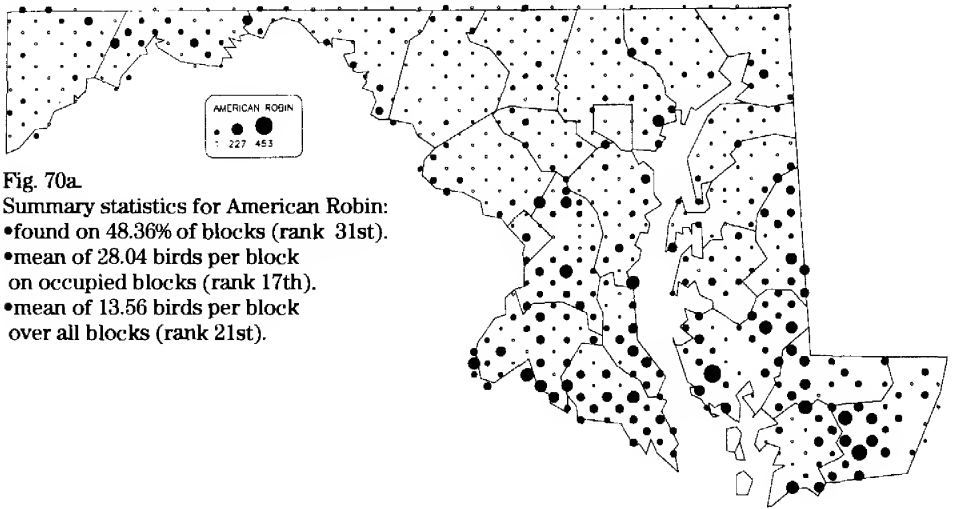 AMERICAN ROBIN
1 227 453
Fig. 70a.
Summary statistics for American Robin:
•found on 48.36% of blocks (rank 31st).
•mean of 28.04 birds per block
on occupied blocks (rank 17th).
•mean of 13.56 birds per block
over all blocks (rank 21st).